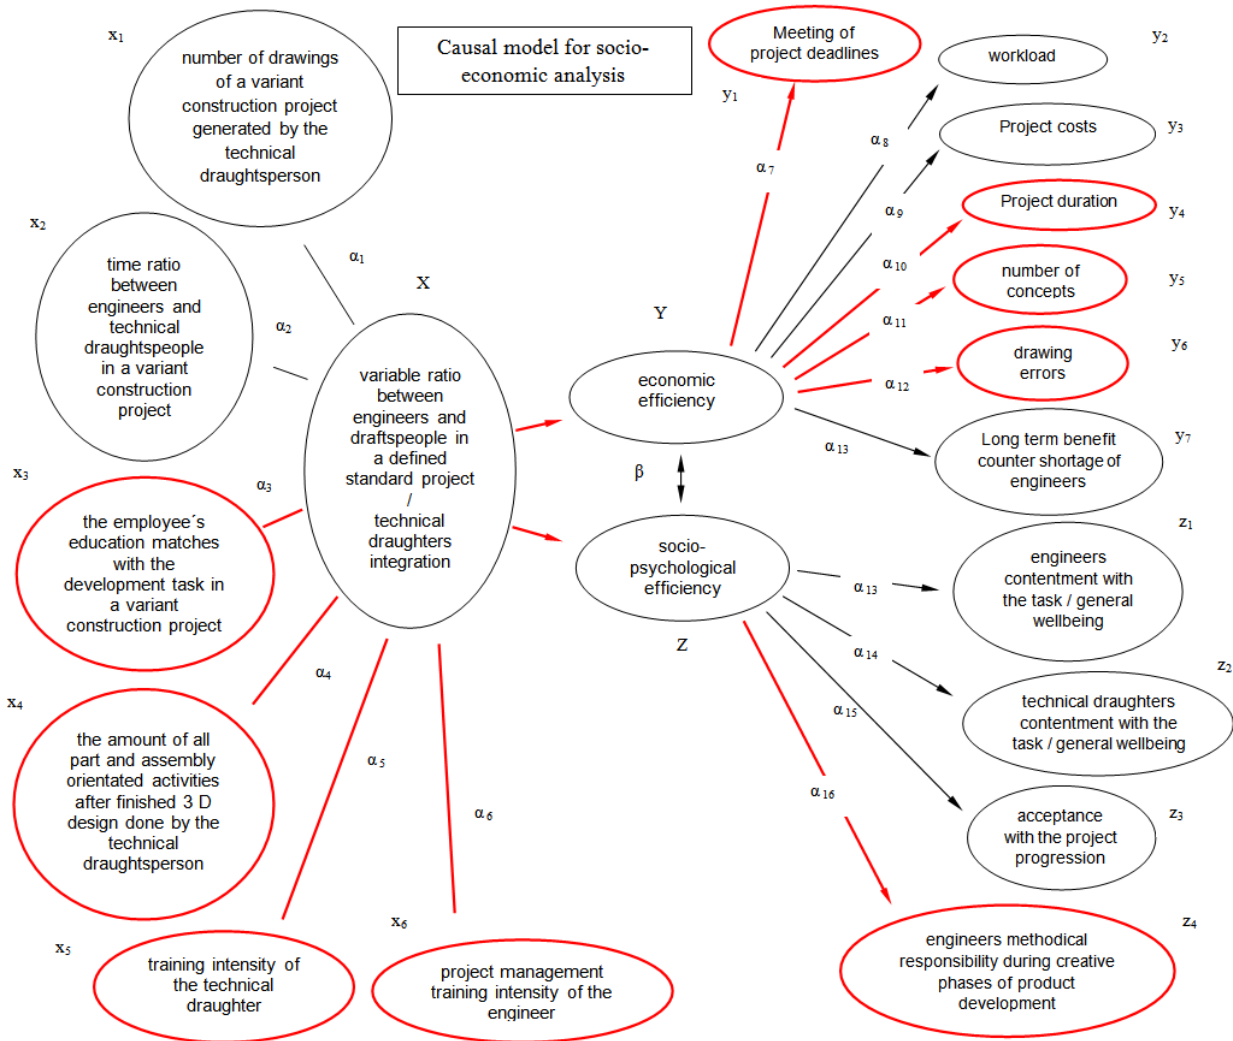 x1
number of drawings
of a variant
construction project
generated by the
technical
draughtsperson
Causal model for socio-
economic analysis
Meeting of
project deadlines
y1
workload
y2
Project costs
y3
Project duration
y4
number of
concepts
y5
drawing
errors
y6
Long term benefit
counter shortage of
engineers
y7
x2
time ratio
between
engineers and
technical
draughtspeople
in a variant
construction
project
α1
α2
X
variable ratio
between
engineers and
draftspeople in
a defined
standard project
/
technical
draughters
integration
Y
economic
efficiency
β
socio-
psychological
efficiency
Z
α7
α8
α9
α10
α11
α12
α13
x3
α3
the employee´s
education matches
with the
development task in
a variant
construction project
z1
engineers
contentment with
the task / general
wellbeing
α13
α14
α15
α16
z2
technical draughters
contentment with the
task / general wellbeing
x4
the amount of all
part and assembly
orientated activities
after finished 3 D
design done by the
technical
draughtsperson
α4
α5
α6
z3
acceptance
with the project
progression
x5
training intensity of
the technical
draughter
x6
project management
training intensity of the
engineer
z4
engineers methodical
responsibility during creative
phases of product
development